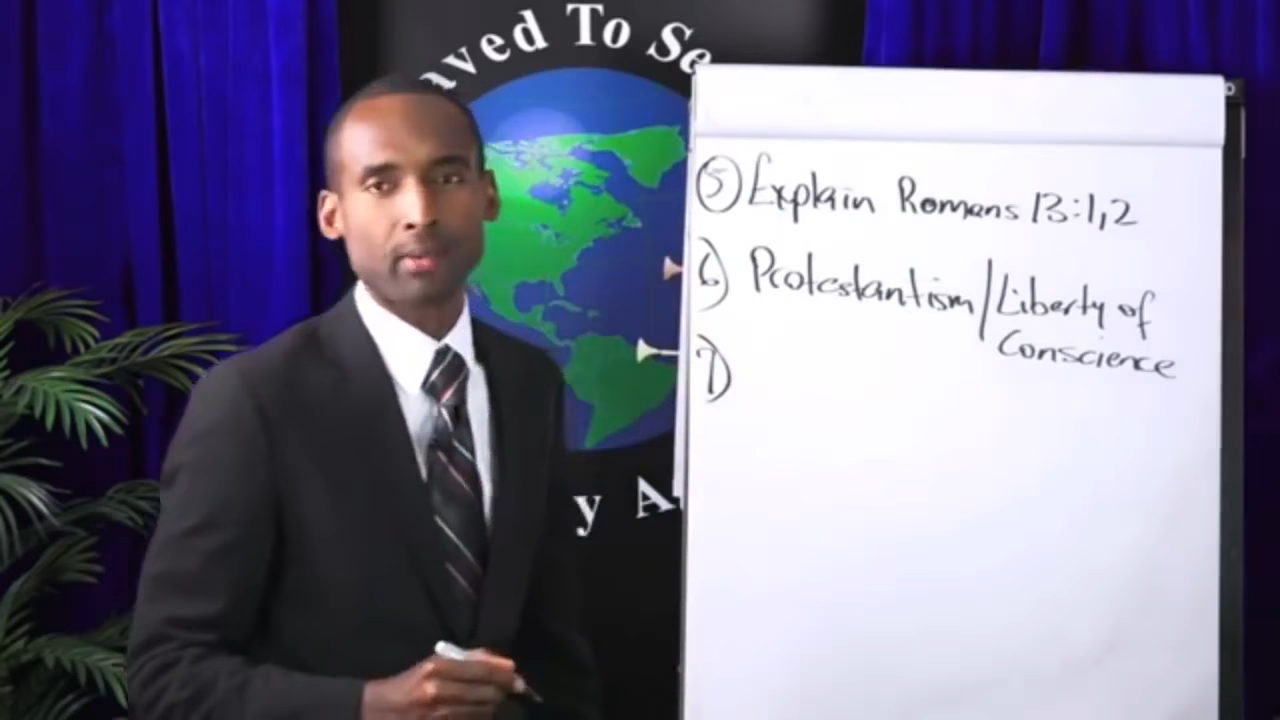 aved To Se
y A
5 Explain Romans 13:1,2
6) Protestantism/Liberty of
Conscience
7)